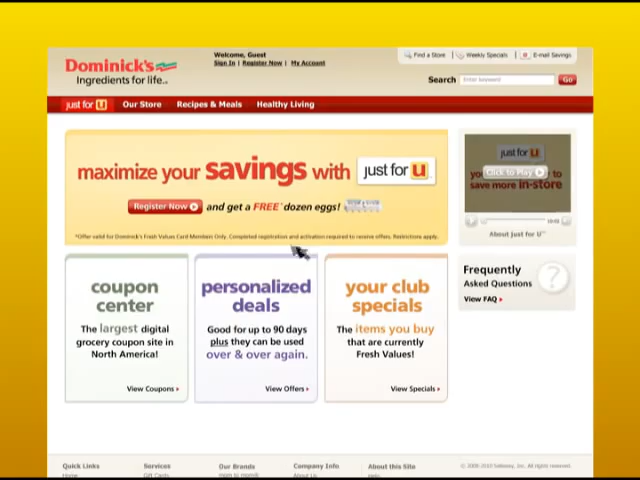 Dominick's
Ingredients for life..
Welcome, Guest
Sign In | Register Now | My Account
Find a Store
Weekly Specials
E-mail Savings
Search
Enter keyword
Go
just for U
Our Store
Recipes & Meals
Healthy Living
maximize your savings with just for U
Register Now and get a FREE* dozen eggs!
*Offer valid for Dominick's Fresh Values Card Members Only. Completed registration and activation required to receive offers. Restrictions apply.
just for U
Click to Play
to
save more in-store
About just for U
Frequently
Asked Questions
View FAQ
?
coupon
center
The largest digital
grocery coupon site in
North America!
View Coupons
personalized
deals
Good for up to 90 days
plus they can be used
over & over again.
View Offers
your club
specials
The items you buy
that are currently
Fresh Values!
View Specials
Quick Links
Home
Services
Gift Cards
Our Brands
Company Info
About Us
About this Site
Safeway, Inc. All rights reserved.